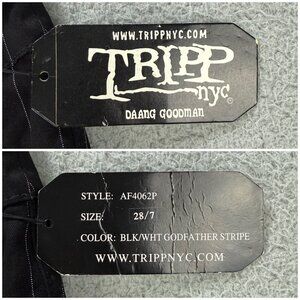 WWW.TRIPPNYC.COM
TRIPP
nyc®
DAANG GOODMAN
STYLE: AF4062P
SIZE: 28/7
COLOR: BLK/WHT GODFATHER STRIPE
WWW.TRIPPNYC.COM